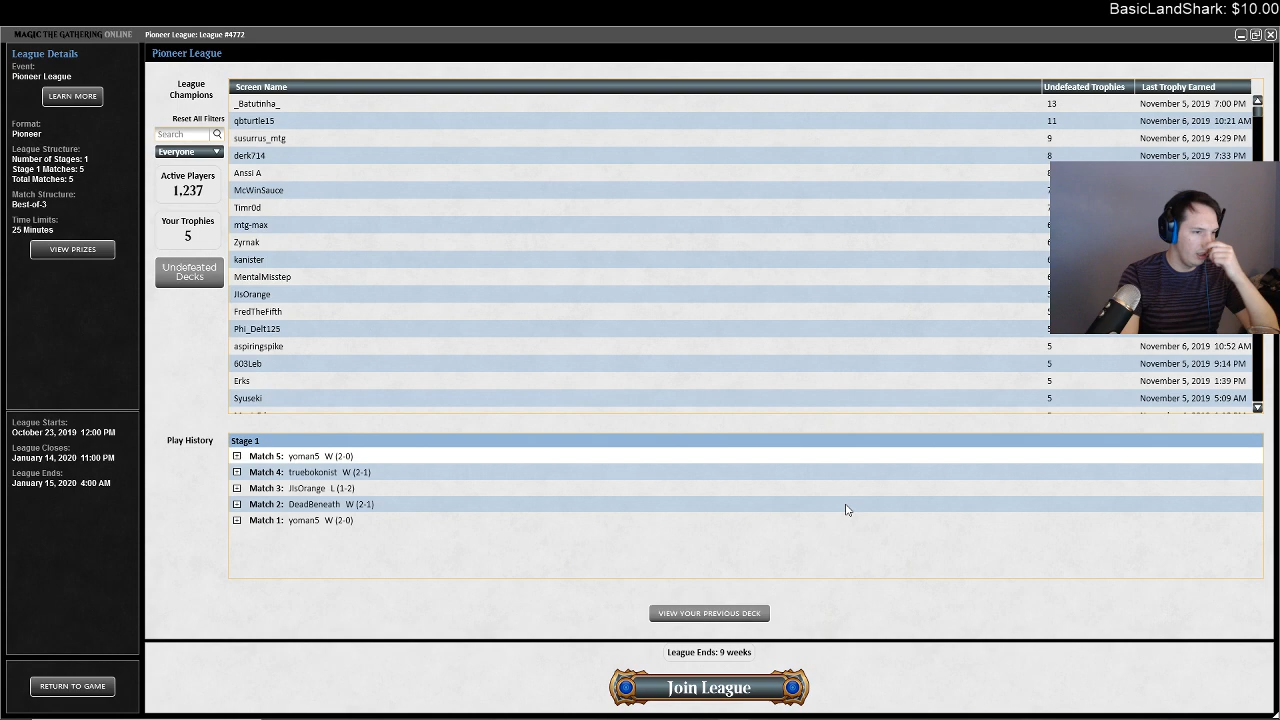 BasicLandShark: $10.00
MAGIC THE GATHERING ONLINE
Pioneer League: League #4772
League Details
Event:
Pioneer League
LEARN MORE
Format:
Pioneer
League Structure:
Number of Stages: 1
Stage 1 Matches: 5
Total Matches: 5
Match Structure:
Best-of-3
Time Limits:
25 Minutes
VIEW PRIZES
League Starts:
October 23, 2019 12:00 PM
League Closes:
January 14, 2020 11:00 PM
League Ends:
January 15, 2020 4:00 AM
RETURN TO GAME
Pioneer League
League
Champions
Reset All Filters
Search
Everyone
Active Players
1,237
Your Trophies
5
Undefeated
Decks
Screen Name Undefeated Trophies Last Trophy Earned
_Batutinha_ 13 November 5, 2019 7:00 PM
qbturtle15 11 November 6, 2019 10:21 AM
susurrus_mtg 9 November 6, 2019 4:29 PM
derk714 8 November 5, 2019 7:33 PM
Anssi A
McWinSauce
Timr0d
mtg-max
Zyrnak
kanister
MentalMisstep
JIsOrange
FredTheFifth
Phi_Delt125
aspiringspike 5 November 6, 2019 10:52 AM
603Leb 5 November 6, 2019 9:14 PM
Erks 5 November 5, 2019 1:39 PM
Syuseki 5 November 5, 2019 5:09 AM
Play History
Stage 1
Match 5: yoman5 W (2-0)
Match 4: truebokonist W (2-1)
Match 3: JIsOrange L (1-2)
Match 2: DeadBeneath W (2-1)
Match 1: yoman5 W (2-0)
VIEW YOUR PREVIOUS DECK
League Ends: 9 weeks
Join League